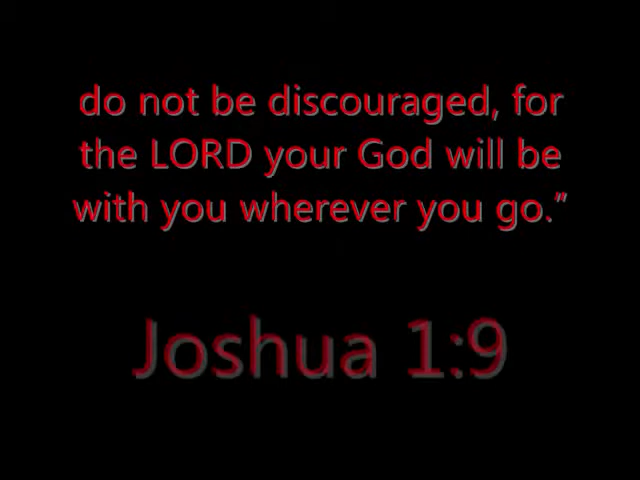 do not be discouraged, for
the LORD your God will be
with you wherever you go.”
Joshua 1:9